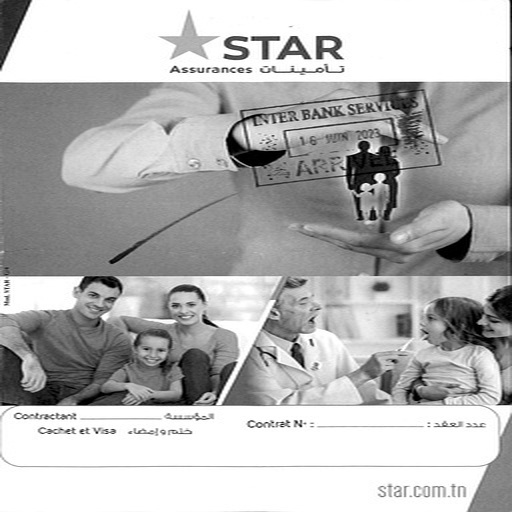 STAR
Assurances تـأميـنـات
INTER BANK SERVICES
16 JUIN 2023
ARR
Contractant المؤسسة
Cachet et Visa ختم و إمضاء
Contrat N° : عدد العقد :
star.com.tn